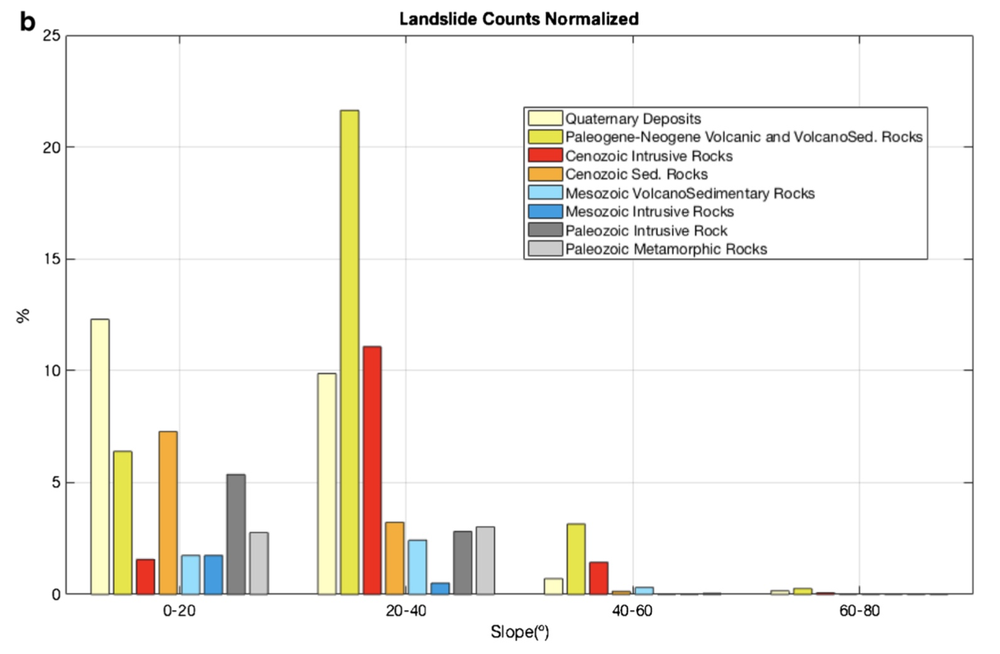 b
Landslide Counts Normalized
25
20
15
10
5
0
%
Quaternary Deposits
Paleogene-Neogene Volcanic and VolcanoSed. Rocks
Cenozoic Intrusive Rocks
Cenozoic Sed. Rocks
Mesozoic VolcanoSedimentary Rocks
Mesozoic Intrusive Rocks
Paleozoic Intrusive Rock
Paleozoic Metamorphic Rocks
0-20 20-40 40-60 60-80
Slope(º)